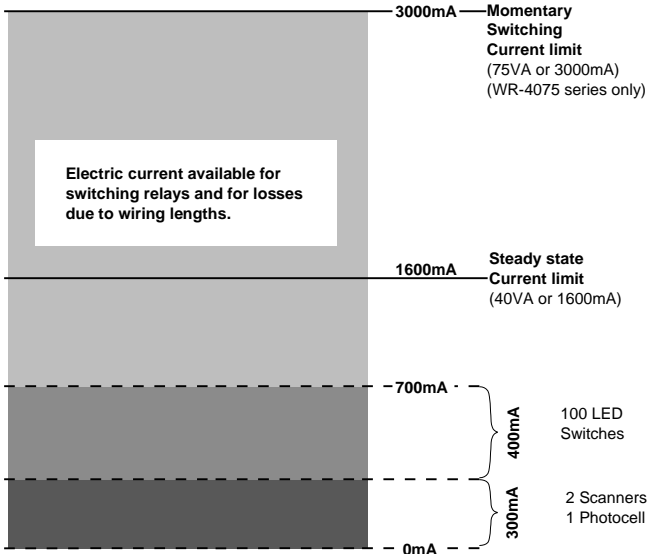 3000mA
Momentary
Switching
Current limit
(75VA or 3000mA)
(WR-4075 series only)
Electric current available for
switching relays and for losses
due to wiring lengths.
1600mA
Steady state
Current limit
(40VA or 1600mA)
700mA
400mA
100 LED
Switches
300mA
2 Scanners
1 Photocell
0mA